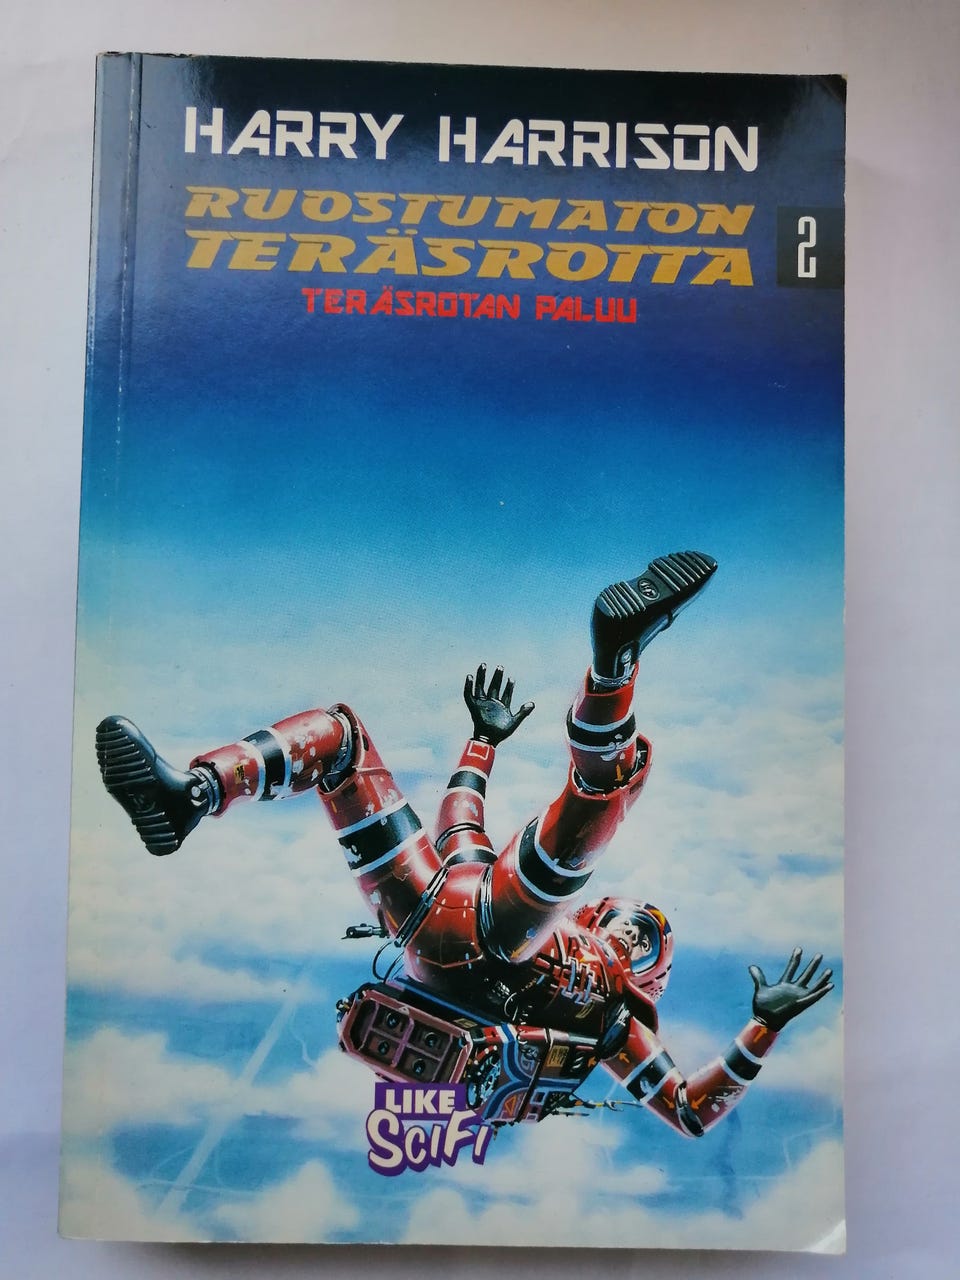 HARRY HARRISON
RUOSTUMATON
TERÄSROTTA
2
TERÄSROTAN PALUU
LIKE
SCIFI